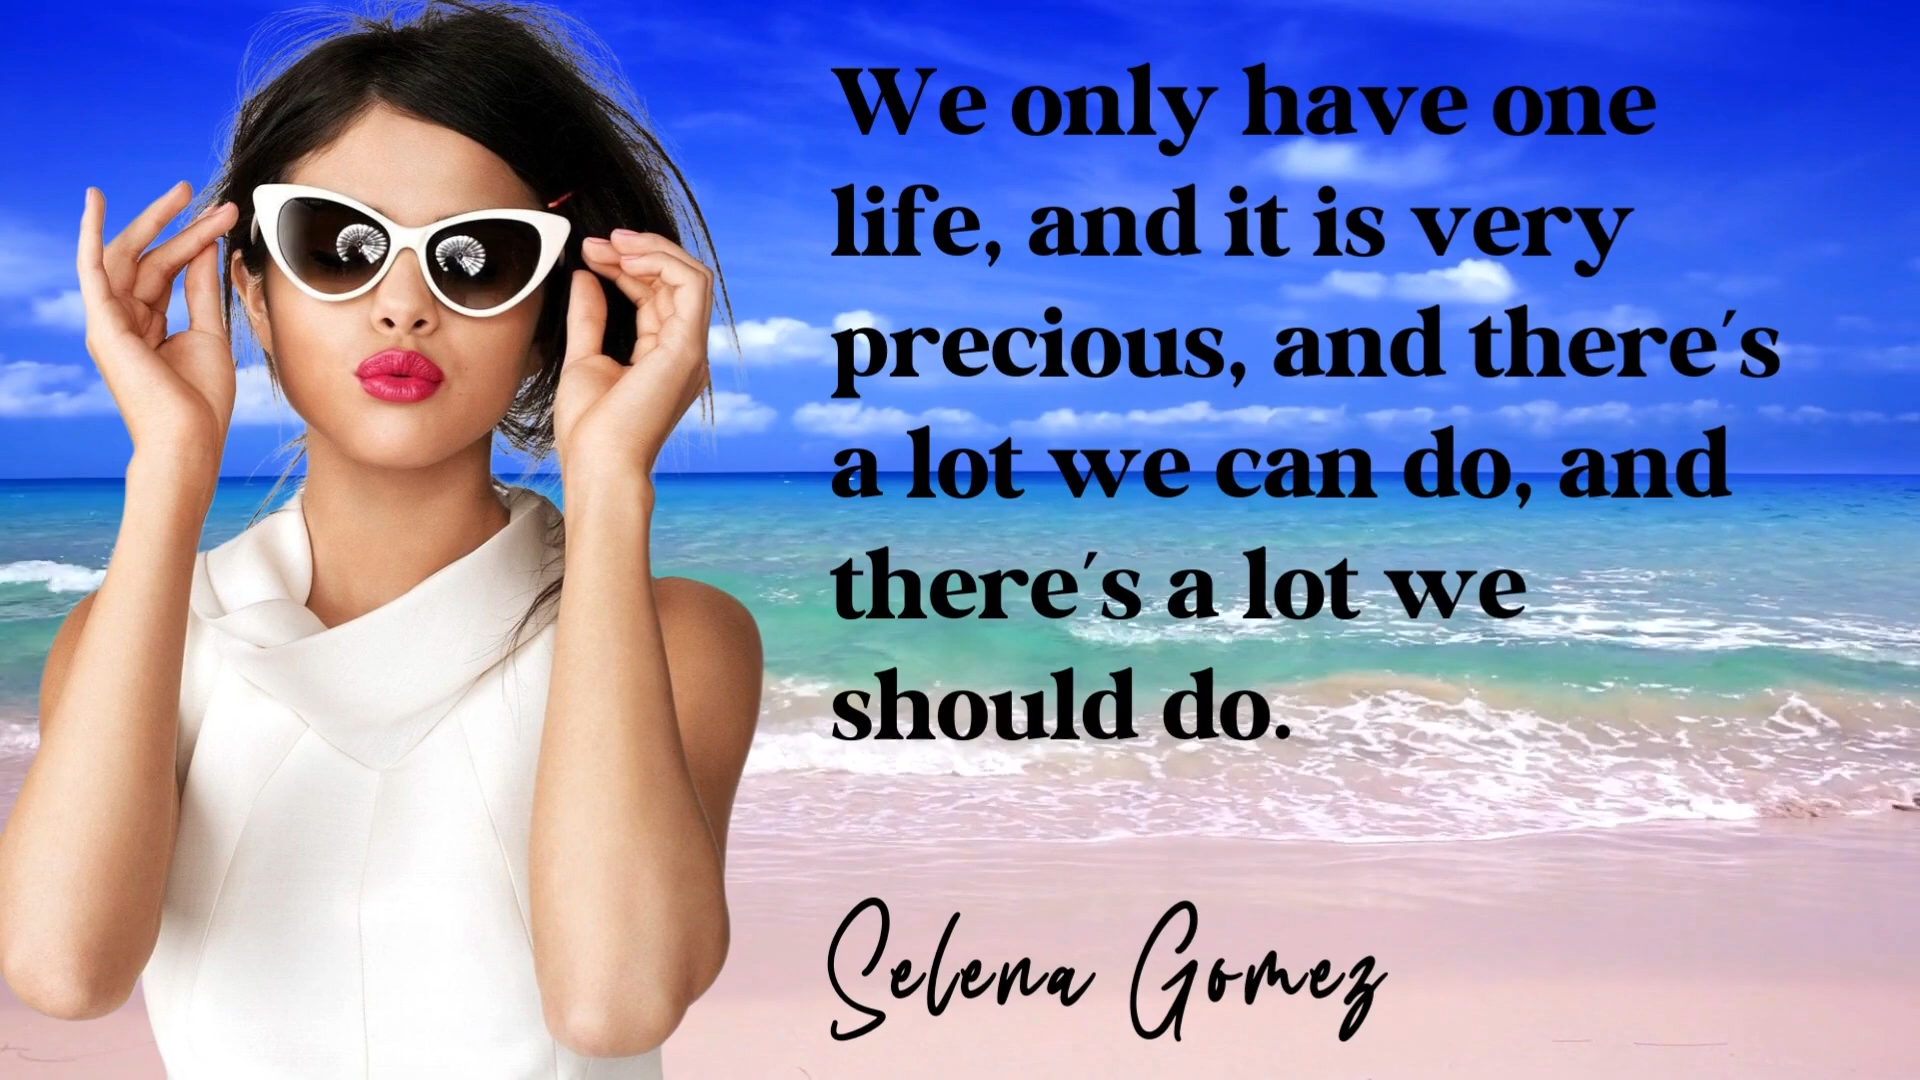 We only have one
life, and it is very
precious, and there's
a lot we can do, and
there's a lot we
should do.
Selena Gomez